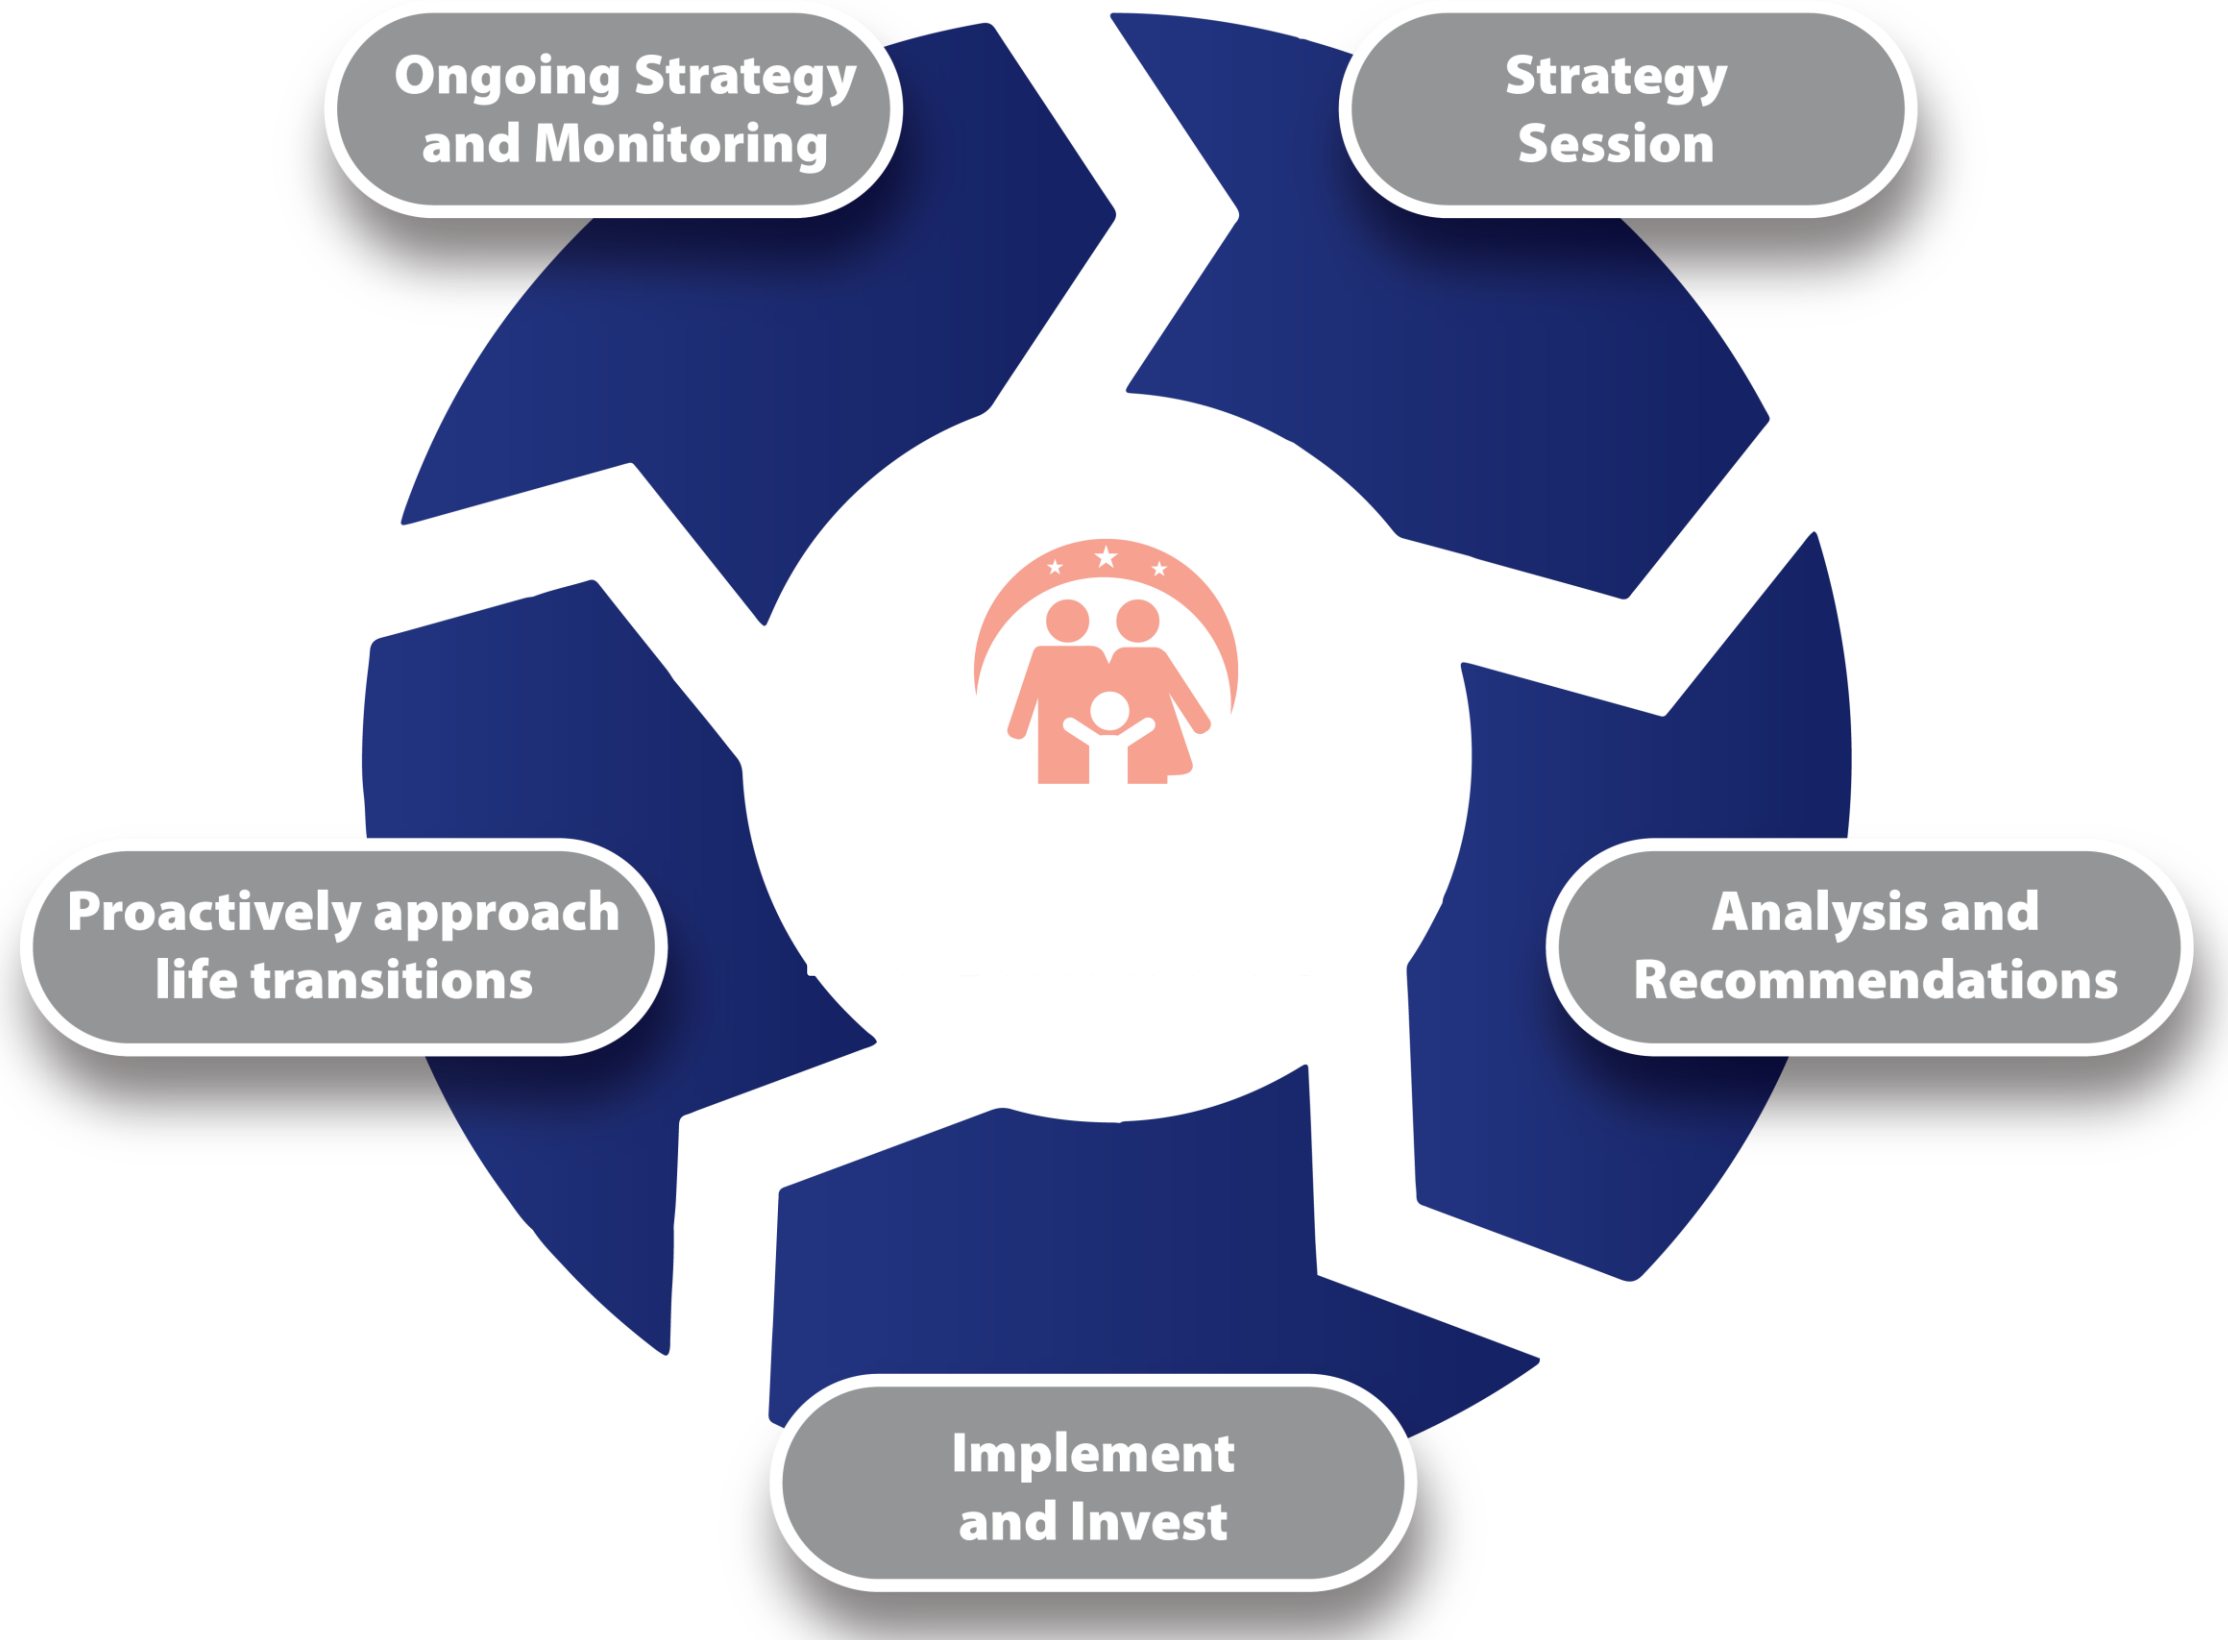 Ongoing Strategy
and Monitoring
Strategy
Session
Proactively approach
life transitions
Analysis and
Recommendations
Implement
and Invest